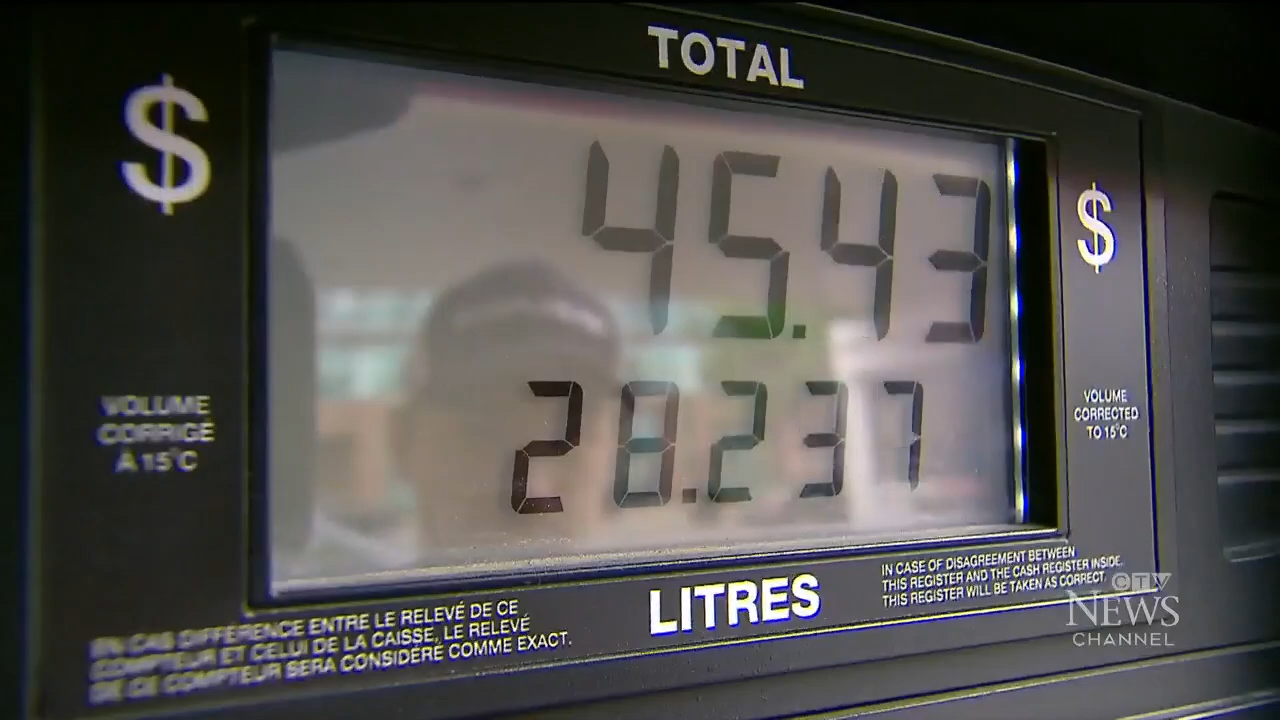 TOTAL
$
45.43
$
28.237
VOLUME
CORRIGÉ
À 15°C
VOLUME
CORRECTED
TO 15°C
LITRES
EN CAS DIFFÉRENCE ENTRE LE RELEVÉ DE CE
COMPTEUR ET CELUI DE LA CAISSE, LE RELEVÉ
DE CE COMPTEUR SERA CONSIDÉRÉ COMME EXACT.
IN CASE OF DISAGREEMENT BETWEEN
THIS REGISTER AND THE CASH REGISTER INSIDE.
THIS REGISTER WILL BE TAKEN AS CORRECT.
CTV
NEWS
CHANNEL